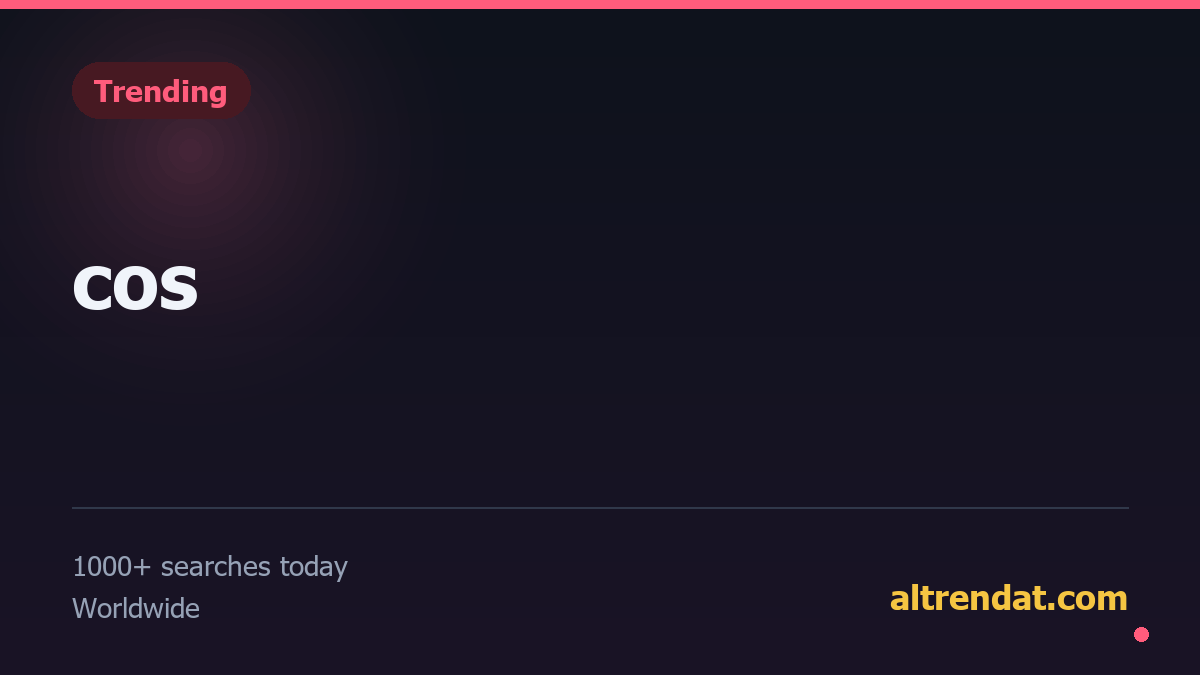 Trending
cos
1000+ searches today
Worldwide
altrendat.com